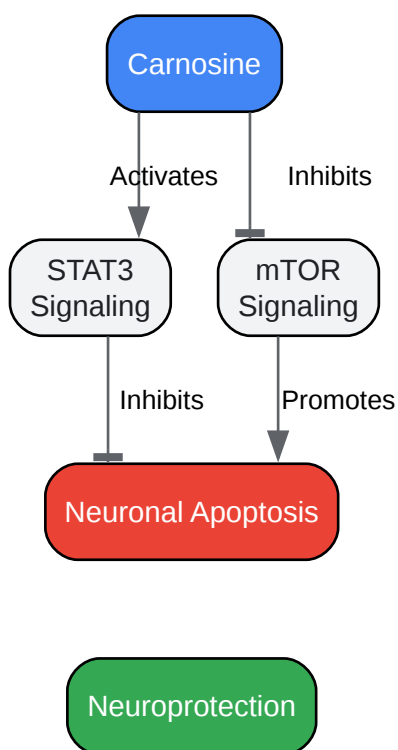 Carnosine
Activates
Inhibits
STAT3
Signaling
mTOR
Signaling
Inhibits
Promotes
Neuronal Apoptosis
Neuroprotection